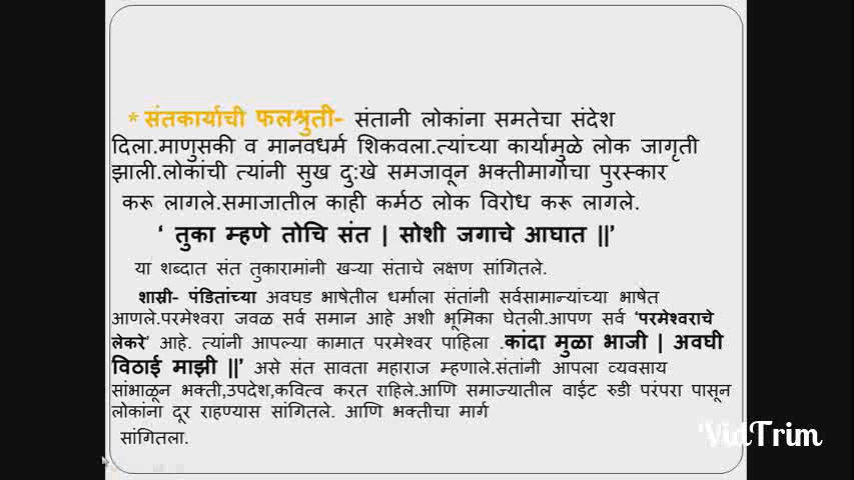 * संतकार्याची फलश्रुती- संतानी लोकांना समतेचा संदेश
दिला.माणुसकी व मानवधर्म शिकवला.त्यांच्या कार्यामुळे लोक जागृती
झाली.लोकांची त्यांनी सुख दु:खे समजावून भक्तीमार्गाचा पुरस्कार
करू लागले.समाजातील काही कर्मठ लोक विरोध करू लागले.
‘ तुका म्हणे तोचि संत | सोशी जगाचे आघात ||’
या शब्दात संत तुकारामांनी खऱ्या संताचे लक्षण सांगितले.
शास्री- पंडितांच्या अवघड भाषेतील धर्माला संतांनी सर्वसामान्यांच्या भाषेत
आणले.परमेश्वरा जवळ सर्व समान आहे अशी भूमिका घेतली.आपण सर्व ‘परमेश्वराचे
लेकरे’ आहे. त्यांनी आपल्या कामात परमेश्वर पाहिला .कांदा मुळा भाजी | अवघी
विठाई माझी ||’ असे संत सावता महाराज म्हणाले.संतांनी आपला व्यवसाय
सांभाळून भक्ती,उपदेश,कवित्व करत राहिले.आणि समाज्यातील वाईट रुडी परंपरा पासून
लोकांना दूर राहण्यास सांगितले. आणि भक्तीचा मार्ग
सांगितला.
VidTrim